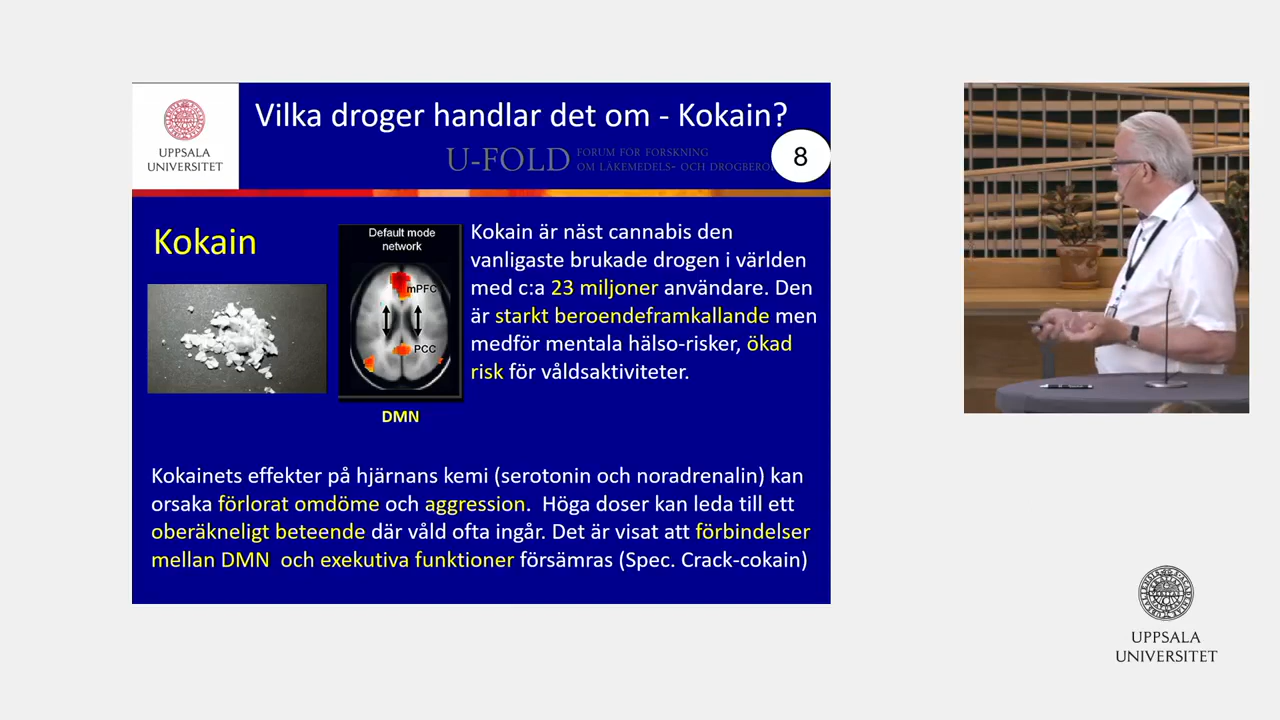 UPPSALA
UNIVERSITET
Vilka droger handlar det om - Kokain?
U-FOLD
FORUM FÖR FORSKNING
OM LÄKEMEDELS- OCH DROGBERO
8
Kokain
Default mode
network
mPFC
PCC
DMN
Kokain är näst cannabis den
vanligaste brukade drogen i världen
med c:a 23 miljoner användare. Den
är starkt beroendeframkallande men
medför mentala hälso-risker, ökad
risk för våldsaktiviteter.
Kokainets effekter på hjärnans kemi (serotonin och noradrenalin) kan
orsaka förlorat omdöme och aggression. Höga doser kan leda till ett
oberäkneligt beteende där våld ofta ingår. Det är visat att förbindelser
mellan DMN och exekutiva funktioner försämras (Spec. Crack-cokain)
UPPSALA
UNIVERSITET